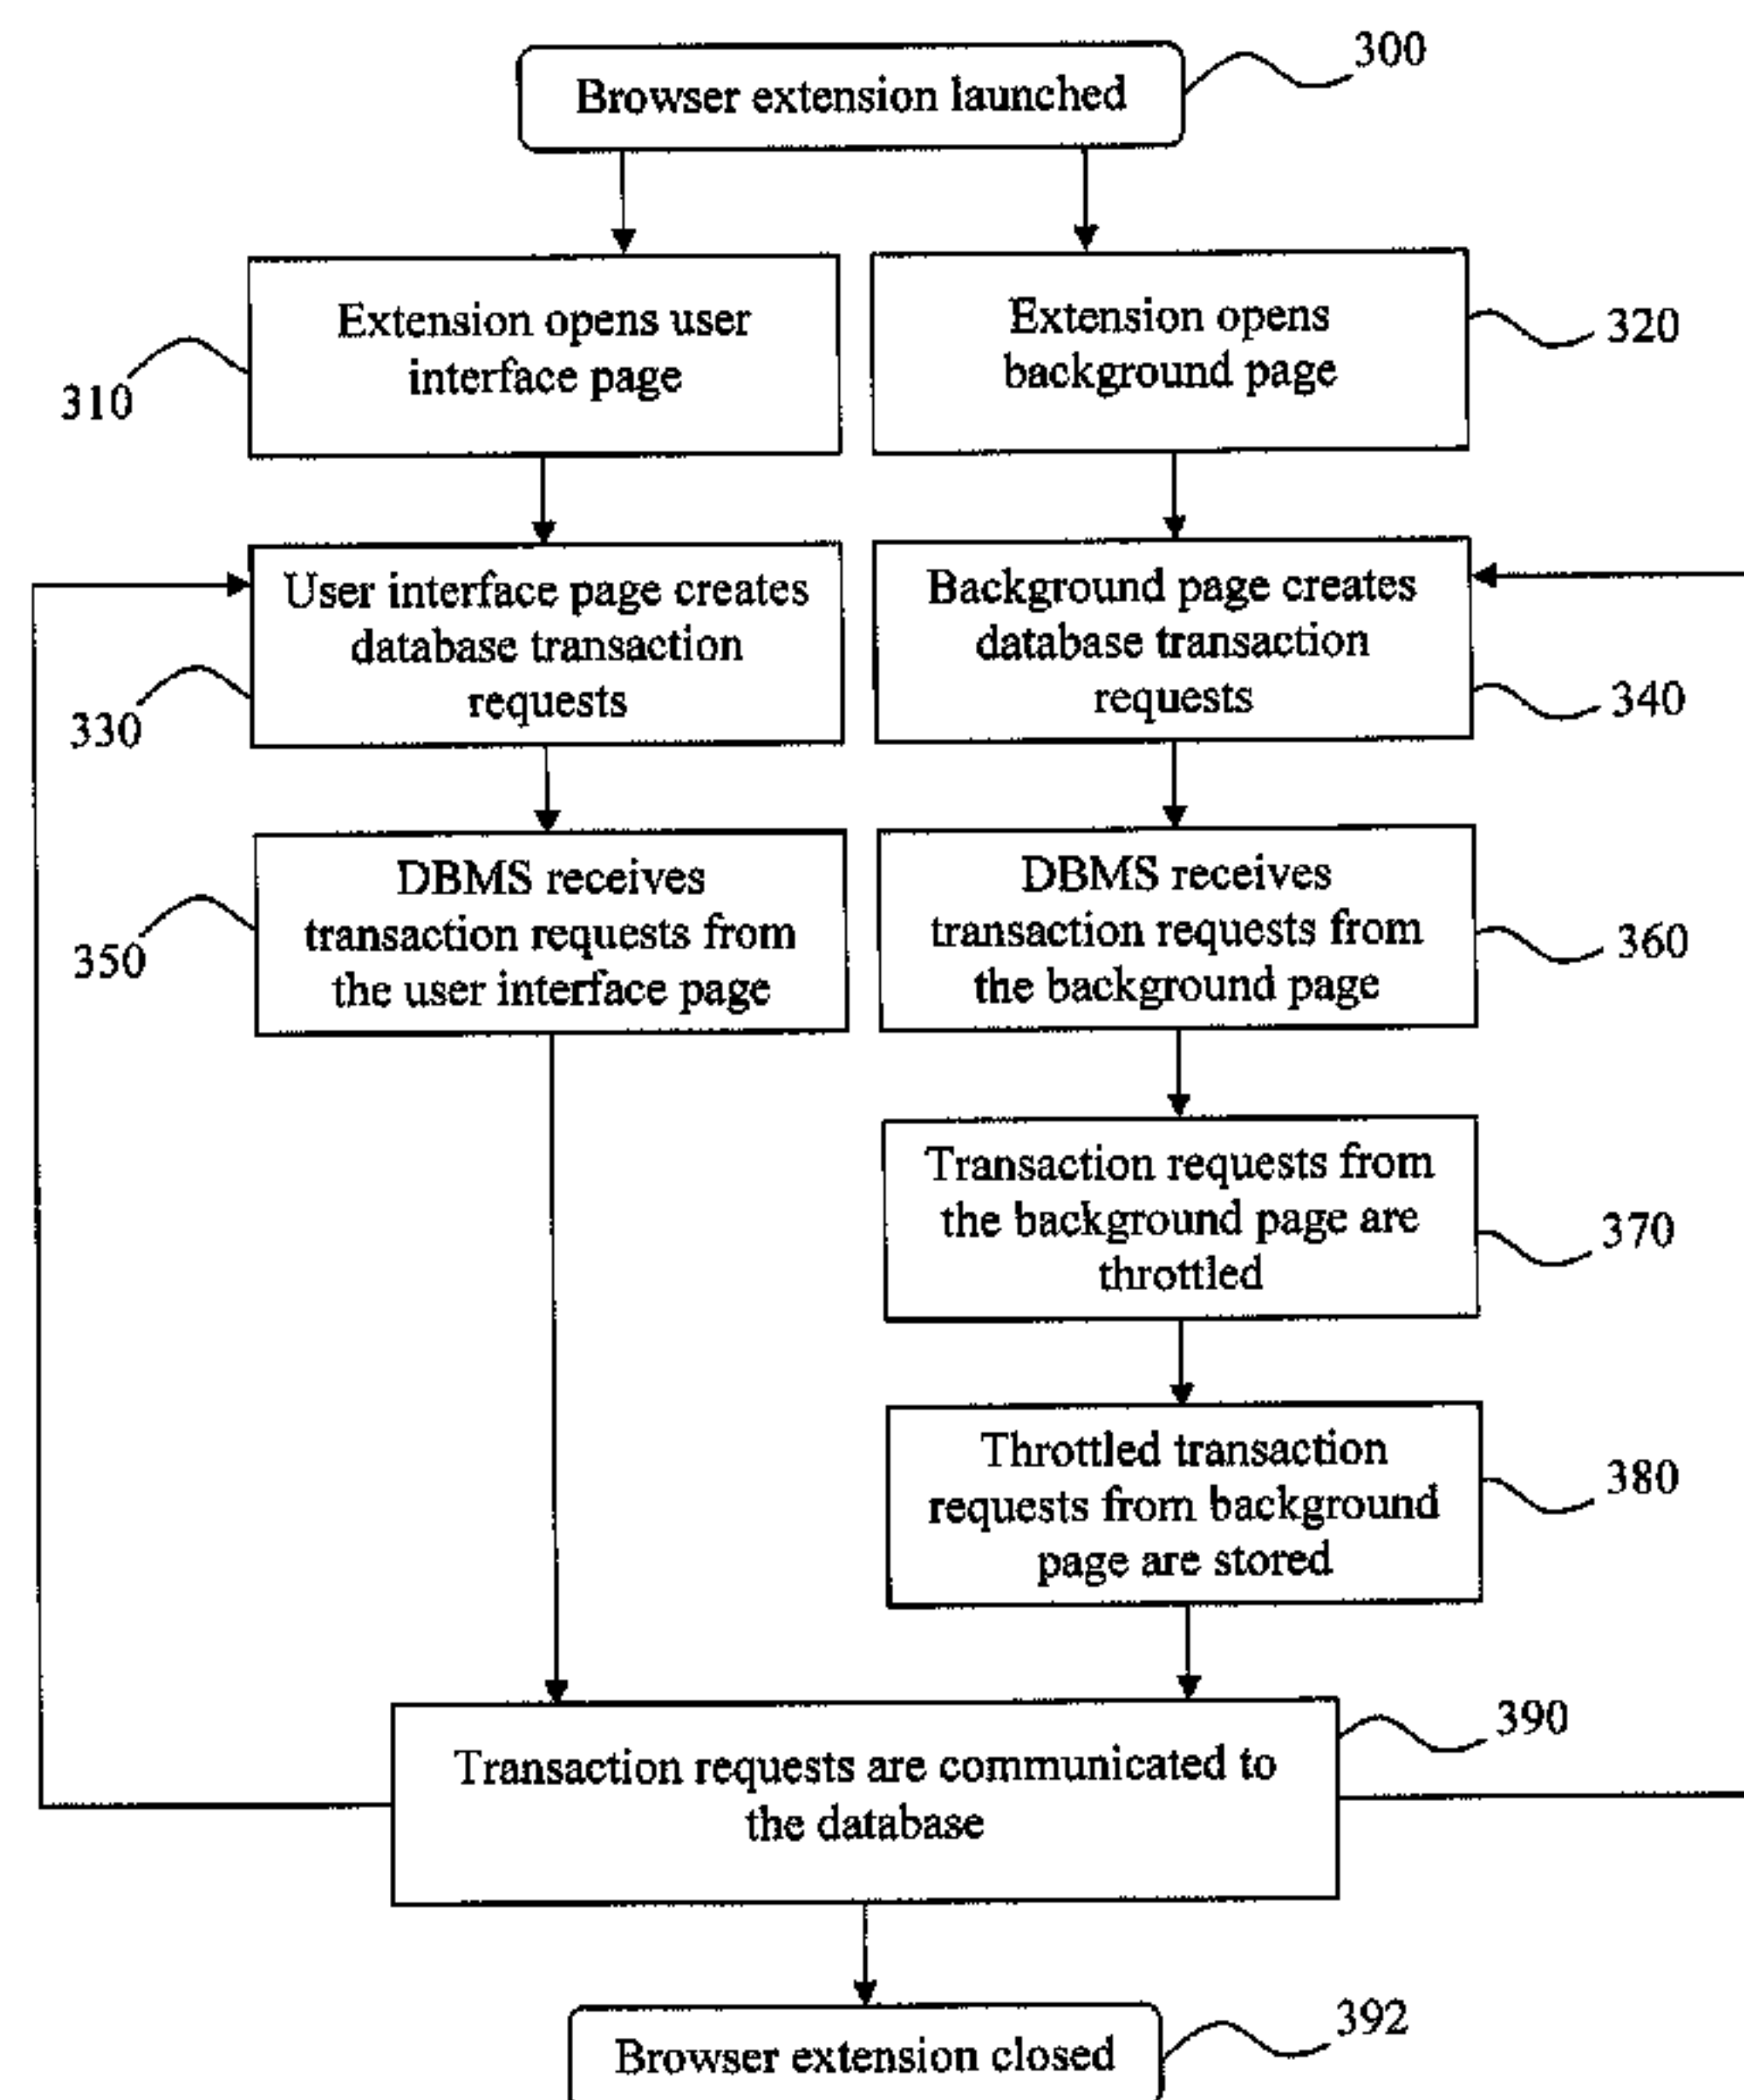 Browser extension launched
300
Extension opens user
interface page
310
Extension opens
background page
320
User interface page creates
database transaction
requests
330
Background page creates
database transaction
requests
340
DBMS receives
transaction requests from
the user interface page
350
DBMS receives
transaction requests from
the background page
360
Transaction requests from
the background page are
throttled
370
Throttled transaction
requests from background
page are stored
380
Transaction requests are communicated to
the database
390
Browser extension closed
392